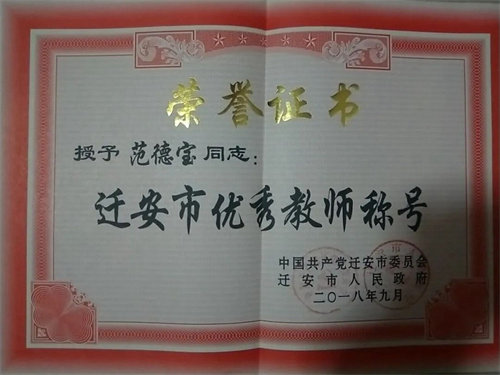 荣誉证书
授予 范德宝同志：
迁安市优秀教师称号
中国共产党迁安市委员会
迁安市人民政府
二〇一八年九月